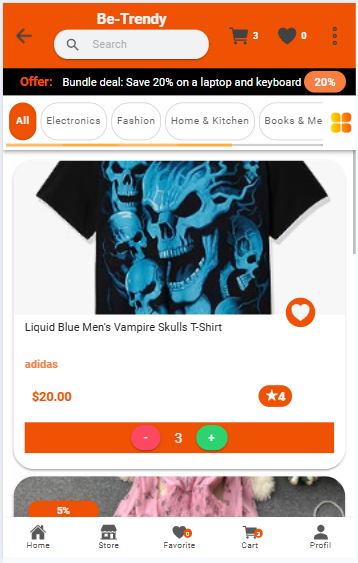 Be-Trendy
Search
3
0
Offer: Bundle deal: Save 20% on a laptop and keyboard 20%
All
Electronics
Fashion
Home & Kitchen
Books & Me
Liquid Blue Men's Vampire Skulls T-Shirt
adidas
$20.00
★4
- 3 +
5%
0
3
Home
Store
Favorite
Cart
Profil